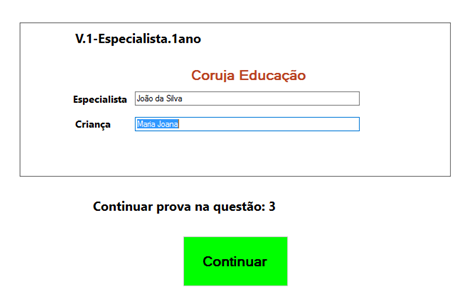 V.1-Especialista.1ano
Coruja Educação
Especialista João da Silva
Criança Maria Joana
Continuar prova na questão: 3
Continuar